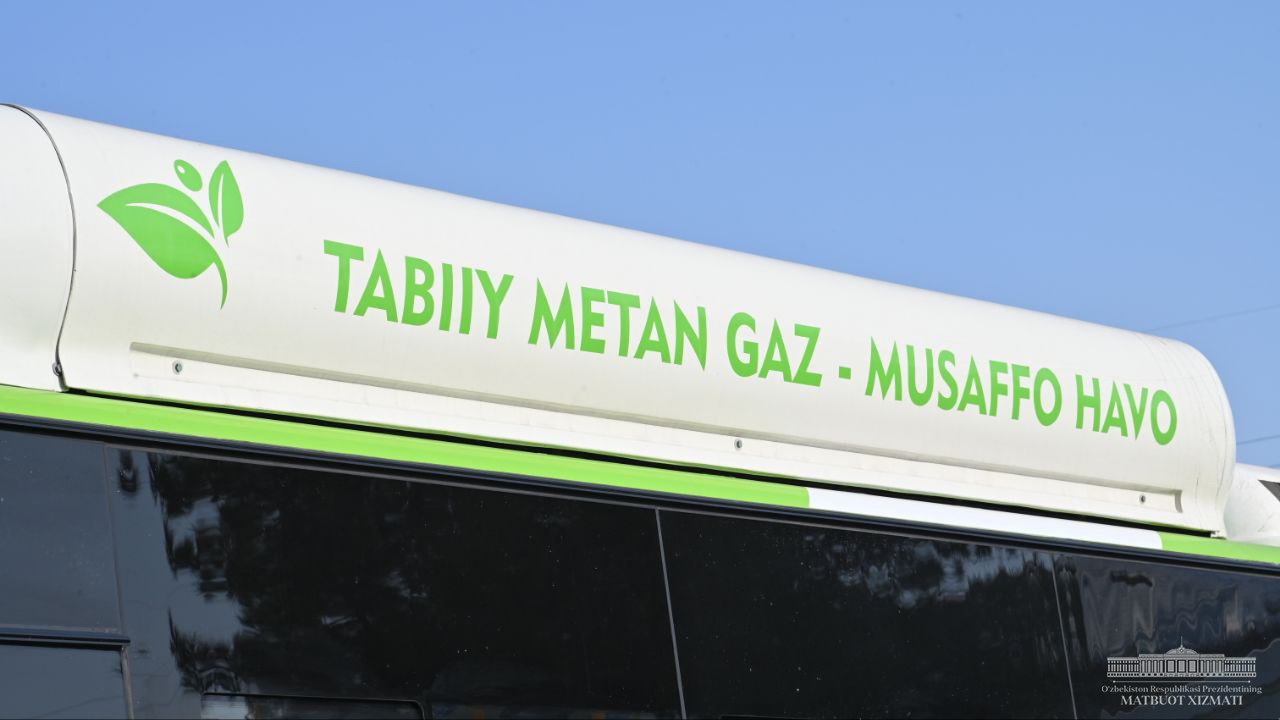 TABIIY METAN GAZ - MUSAFFO HAVO
O'zbekiston Respublikasi Prezidentining
MATBUOT XIZMATI